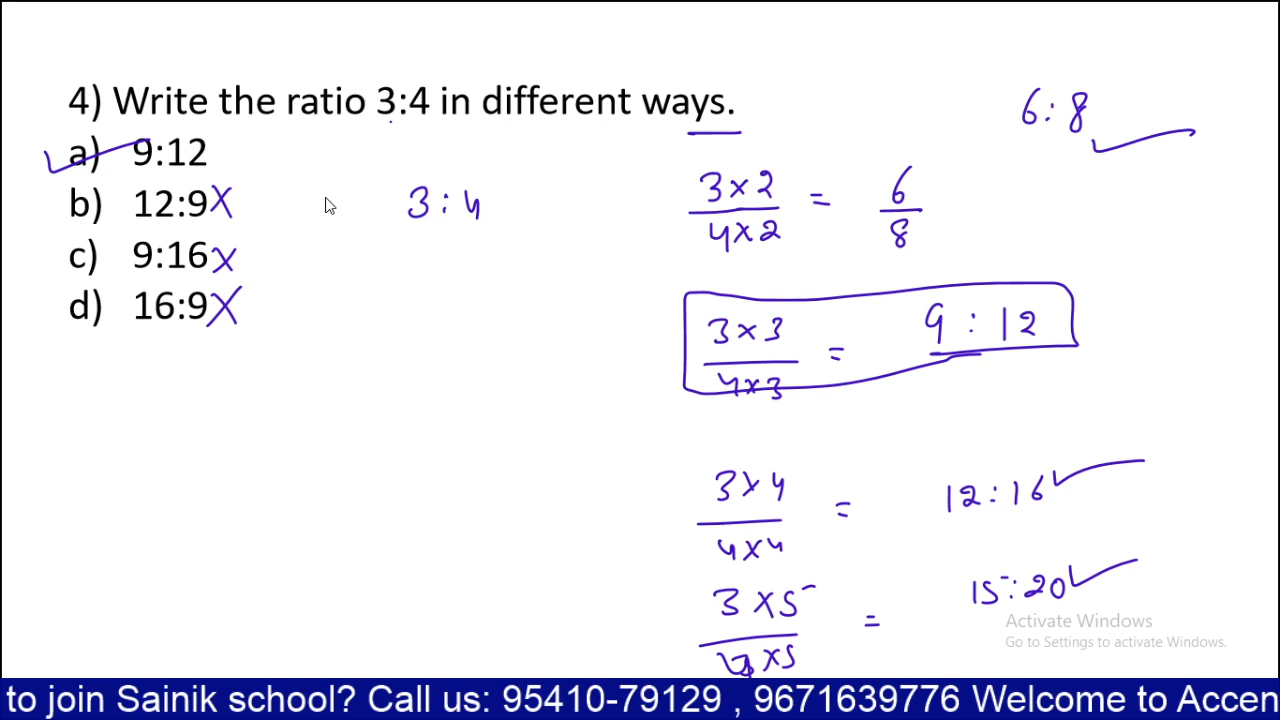 4) Write the ratio 3:4 in different ways.
a) 9:12
b) 12:9 X
c) 9:16 X
d) 16:9 X
3 : 4
6 : 8
3 × 2 / 4 × 2 = 6 / 8
3 × 3 / 4 × 3 = 9 : 12
3 × 4 / 4 × 4 = 12 : 16
3 × 5 / 4 × 5 = 15 : 20
Activate Windows
Go to Settings to activate Windows.
to join Sainik school? Call us: 95410-79129 , 9671639776 Welcome to Accen